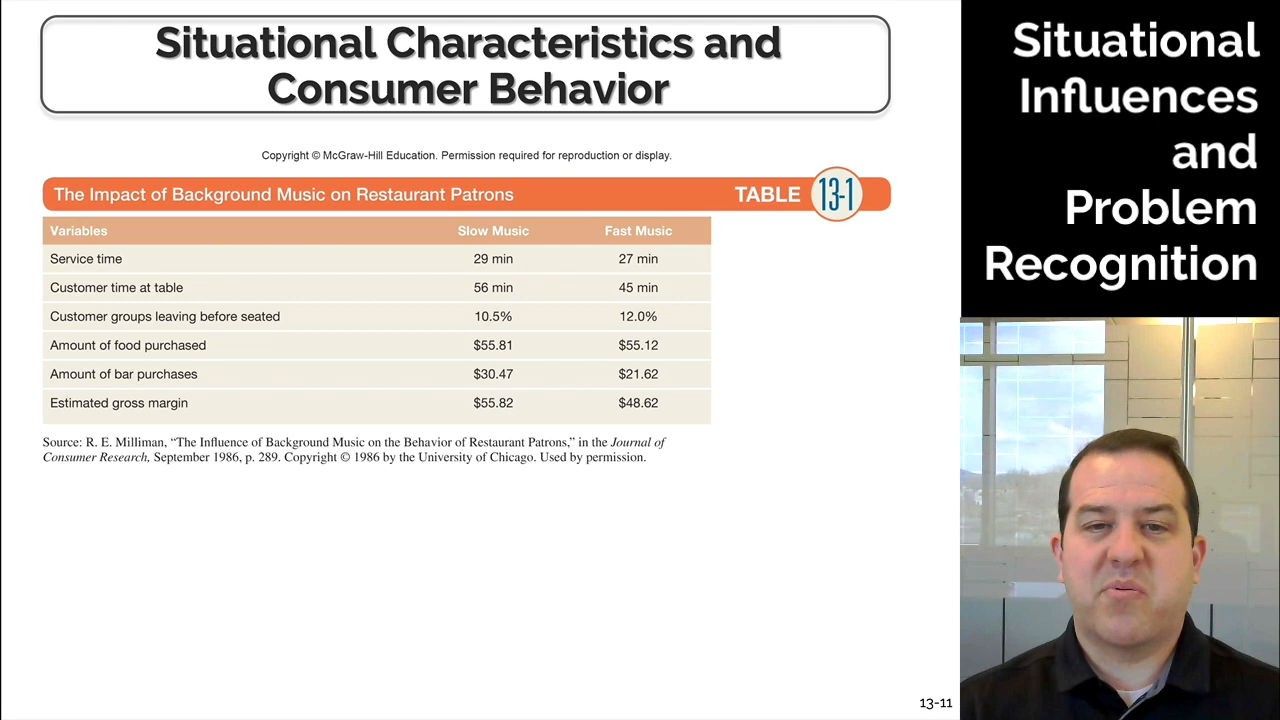 Situational Characteristics and
Consumer Behavior
Copyright © McGraw-Hill Education. Permission required for reproduction or display.
The Impact of Background Music on Restaurant Patrons TABLE 13-1
Variables Slow Music Fast Music
Service time 29 min 27 min
Customer time at table 56 min 45 min
Customer groups leaving before seated 10.5% 12.0%
Amount of food purchased $55.81 $55.12
Amount of bar purchases $30.47 $21.62
Estimated gross margin $55.82 $48.62
Source: R. E. Milliman, “The Influence of Background Music on the Behavior of Restaurant Patrons,” in the Journal of
Consumer Research, September 1986, p. 289. Copyright © 1986 by the University of Chicago. Used by permission.
13-11
Situational
Influences
and
Problem
Recognition